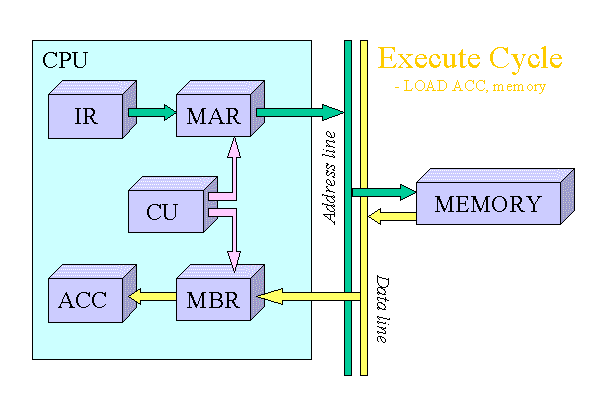 CPU
Execute Cycle
- LOAD ACC, memory
IR
MAR
Address line
CU
MEMORY
ACC
MBR
Data line